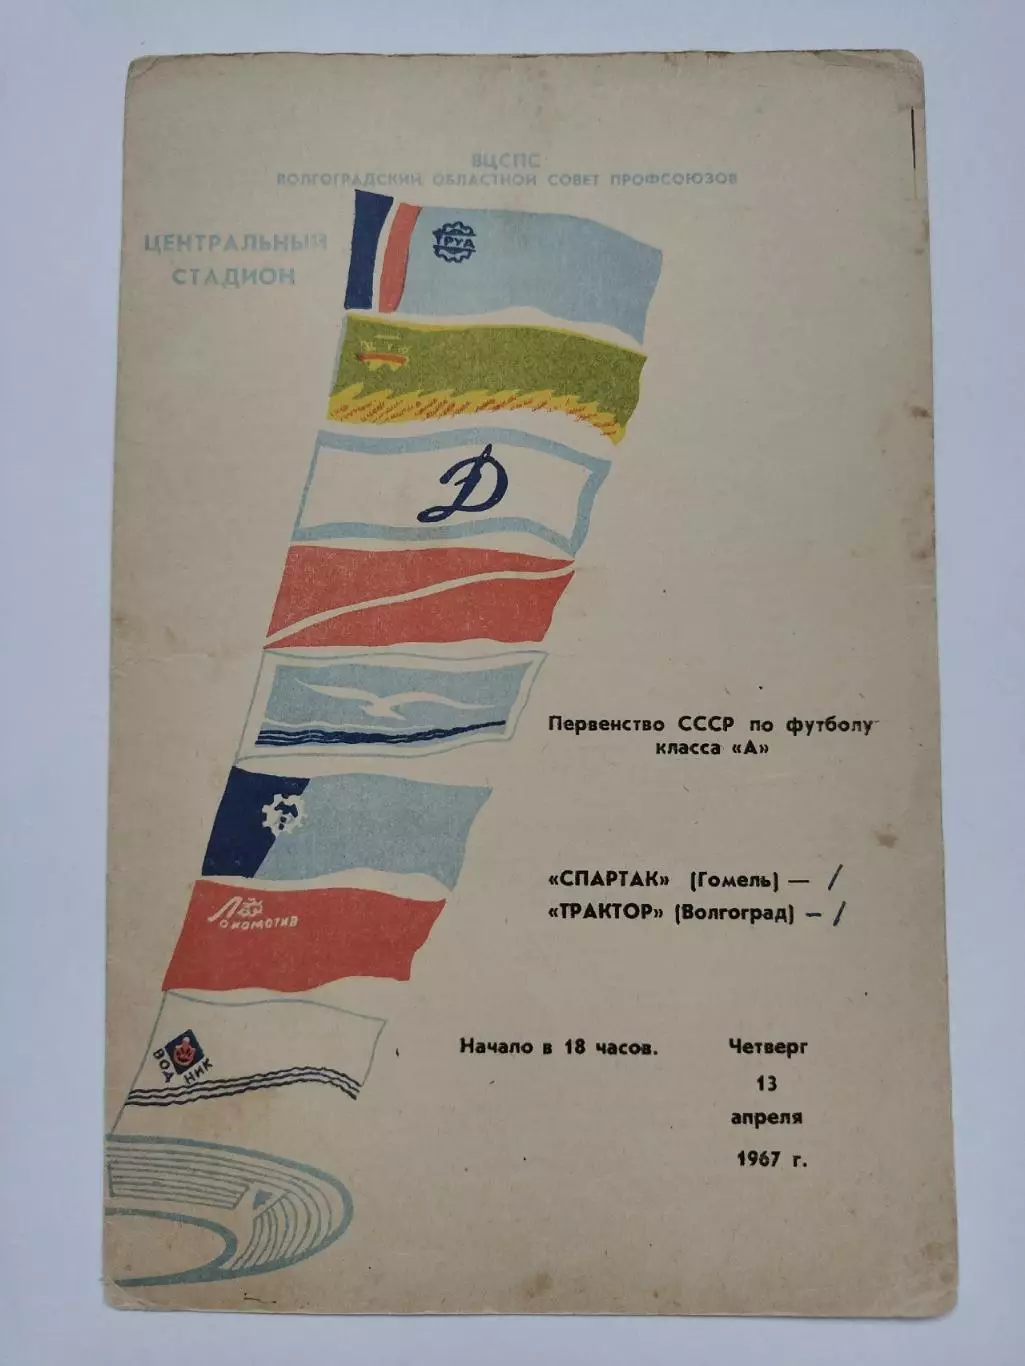 ВЦСПС
ВОЛГОГРАДСКИЙ ОБЛАСТНОЙ СОВЕТ ПРОФСОЮЗОВ
ЦЕНТРАЛЬНЫЙ
СТАДИОН
ТРУД
Д
Первенство СССР по футболу
класса «А»
«СПАРТАК» (Гомель) — 1
«ТРАКТОР» (Волгоград) — 1
ЛОКОМОТИВ
ВОДНИК
Начало в 18 часов.
Четверг
13
апреля
1967 г.